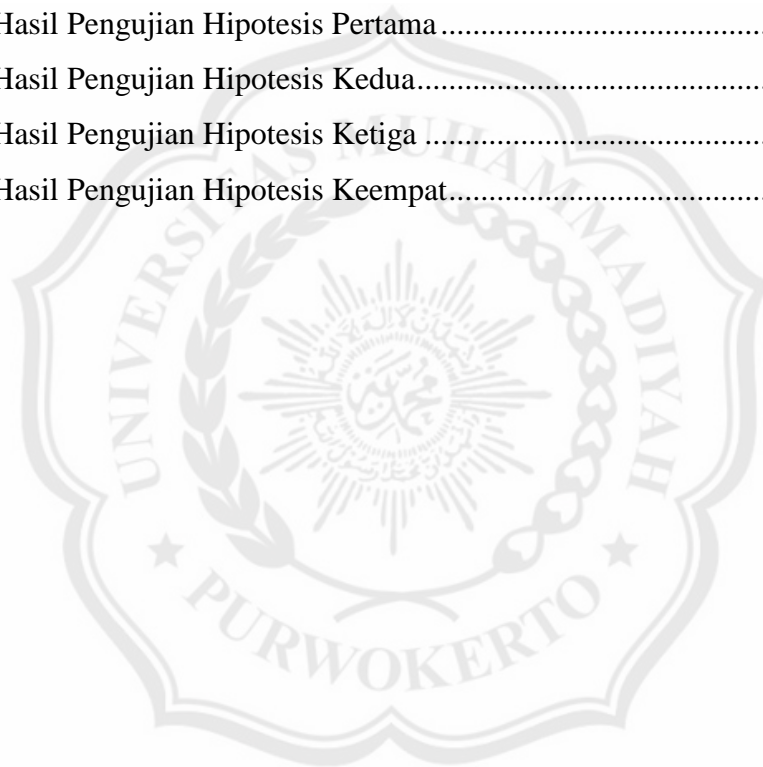 Hasil Pengujian Hipotesis Pertama................................................
Hasil Pengujian Hipotesis Kedua...................................................
Hasil Pengujian Hipotesis Ketiga ..................................................
Hasil Pengujian Hipotesis Keempat...............................................
UNIVERSITAS MUHAMMADIYAH
PURWOKERTO